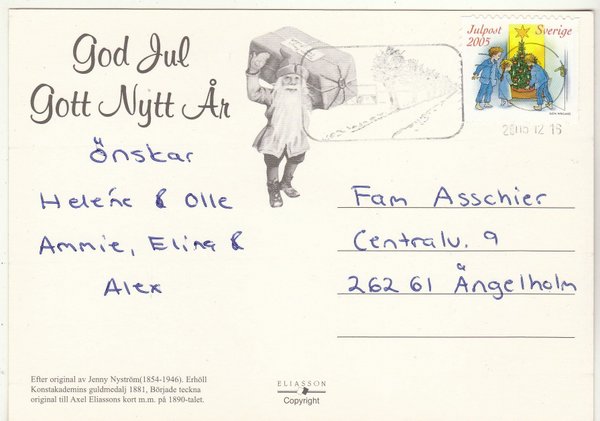 God Jul
Gott Nytt År
Önskar
Heléne & Olle
Ammie, Elina &
Alex
Julpost Sverige
2005
2005 12 16
Fam Asschier
Centralv. 9
262 61 Ängelholm
Efter original av Jenny Nyström(1854-1946). Erhöll
Konstakademins guldmedalj 1881, Började teckna
original till Axel Eliassons kort m.m. på 1890-talet.
ELIASSON
Copyright